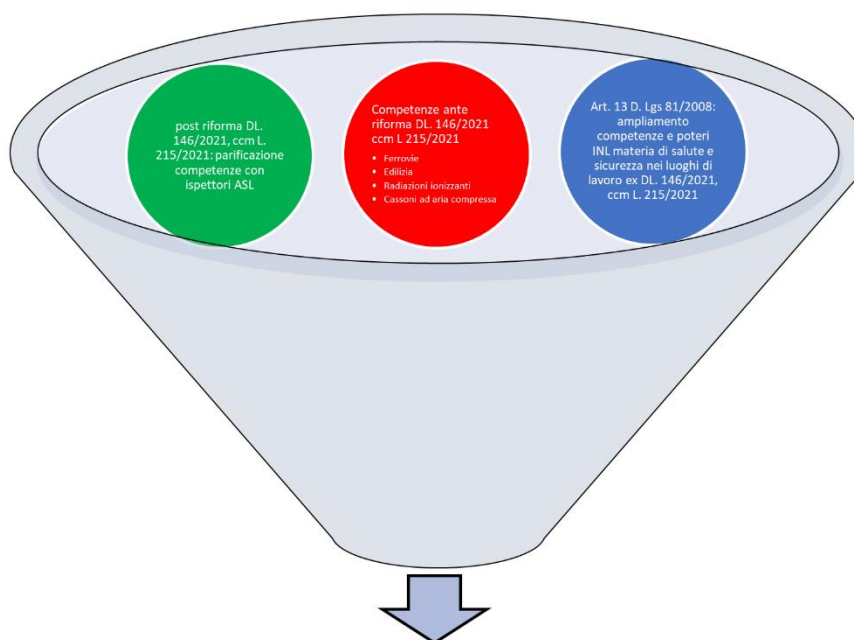 post riforma DL.
146/2021, ccm L.
215/2021: parificazione
competenze con
ispettori ASL
Competenze ante
riforma DL. 146/2021
ccm L 215/2021
• Ferrovie
• Edilizia
• Radiazioni ionizzanti
• Cassoni ad aria compressa
Art. 13 D. Lgs 81/2008:
ampliamento
competenze e poteri
INL materia di salute e
sicurezza nei luoghi di
lavoro ex DL. 146/2021,
ccm L. 215/2021